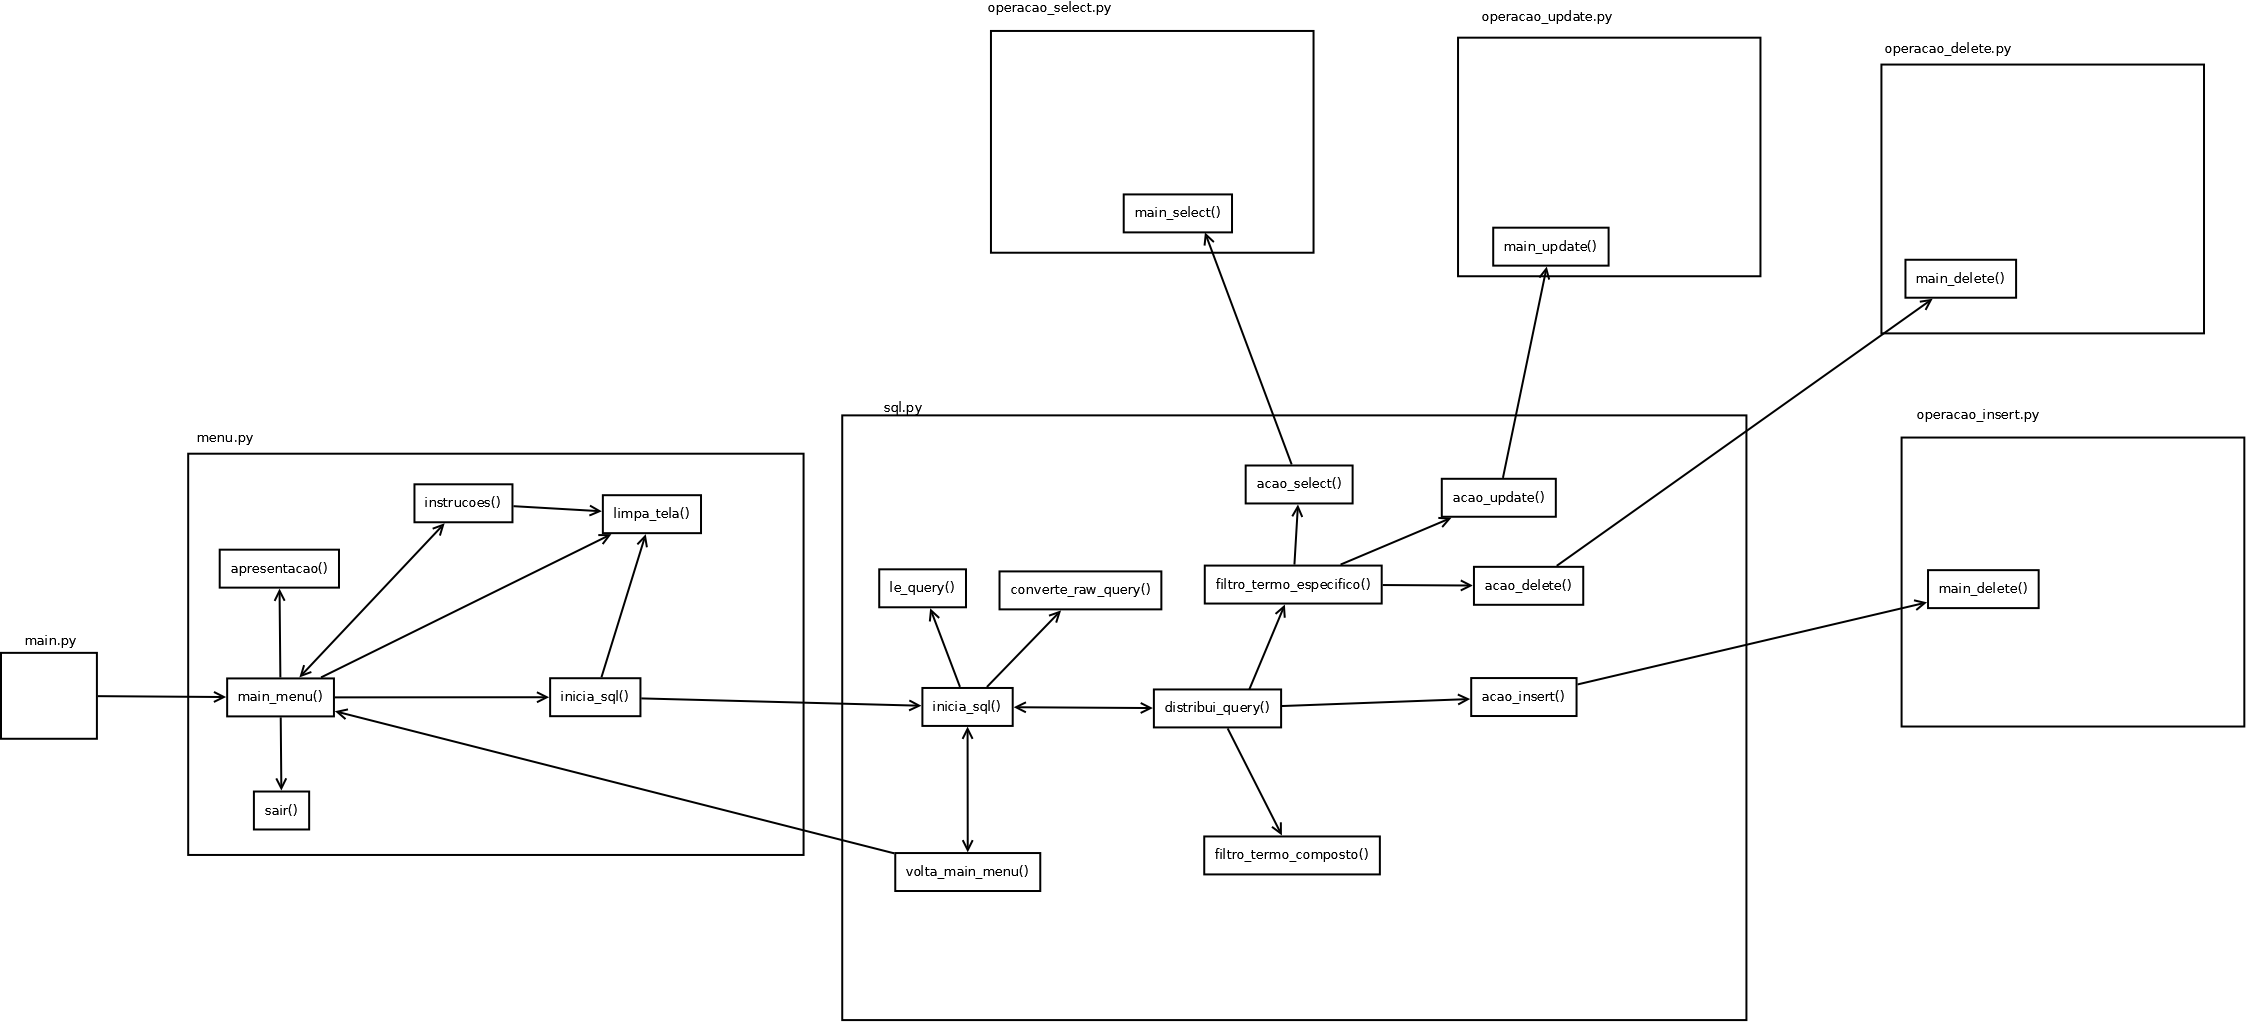 operacao_select.py
operacao_update.py
operacao_delete.py
main_select()
main_update()
main_delete()
sql.py
operacao_insert.py
menu.py
acao_select()
acao_update()
instrucoes()
limpa_tela()
apresentacao()
le_query()
converte_raw_query()
filtro_termo_especifico()
acao_delete()
main_delete()
main.py
main_menu()
inicia_sql()
inicia_sql()
distribui_query()
acao_insert()
sair()
volta_main_menu()
filtro_termo_composto()